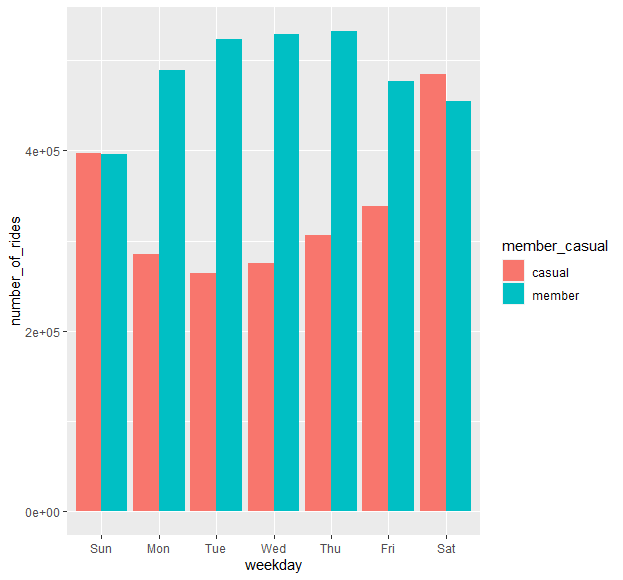 number_of_rides
4e+05
2e+05
0e+00
Sun Mon Tue Wed Thu Fri Sat
weekday
member_casual
casual
member